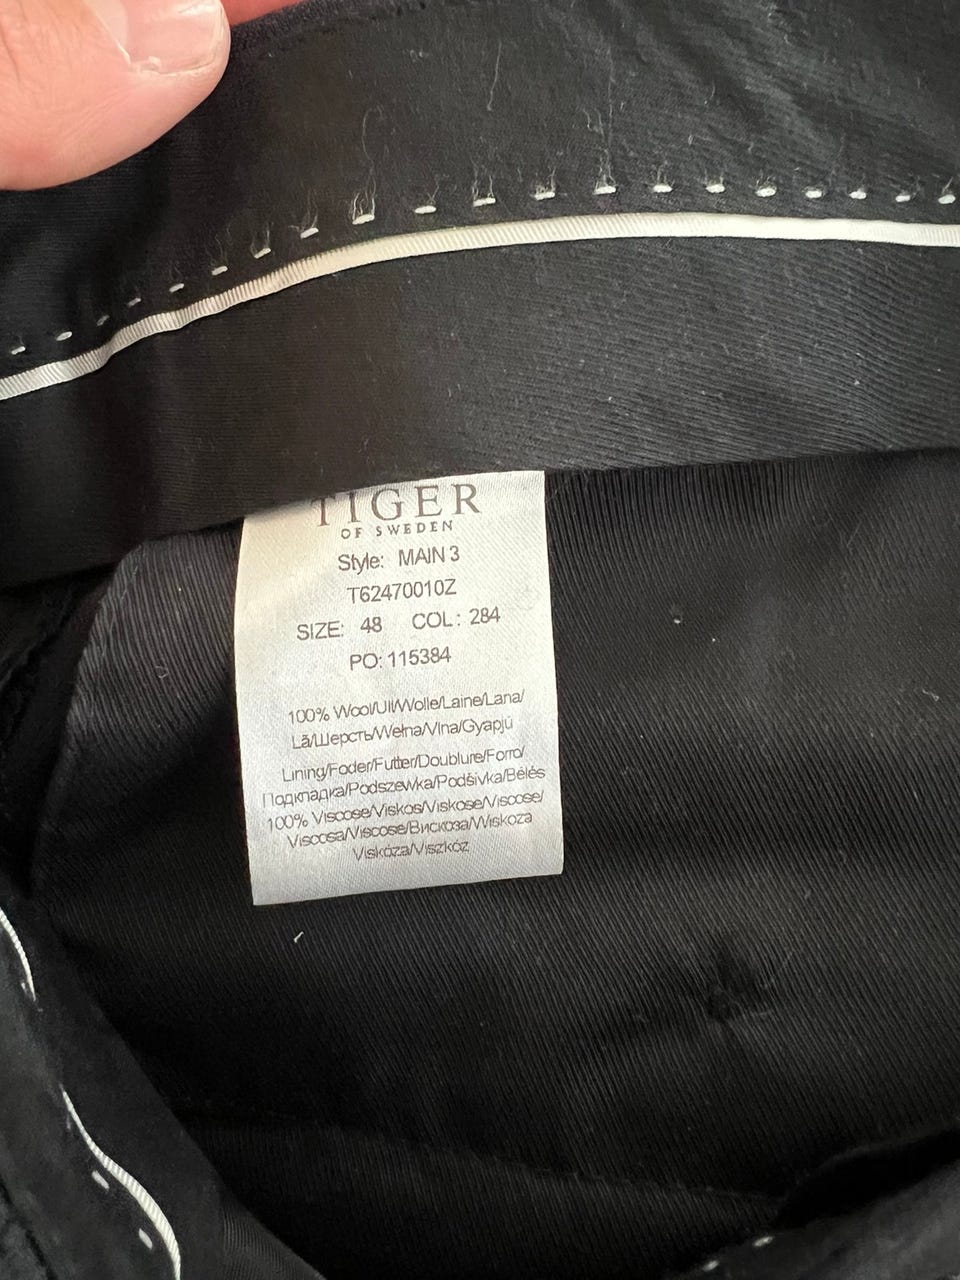 TIGER
OF SWEDEN
Style: MAIN 3
T62470010Z
SIZE: 48 COL: 284
PO: 115384
100% Wool/Ull/Wolle/Laine/Lana/
Lã/Шерсть/Wełna/Vlna/Gyapjú
Lining/Foder/Futter/Doublure/Forro/
Подкладка/Podszewka/Podšívka/Bélés
100% Viscose/Viskos/Viskose/Viscose/
Viscosa/Viscose/Вискоза/Wiskoza
Viskóza/Viszkóz